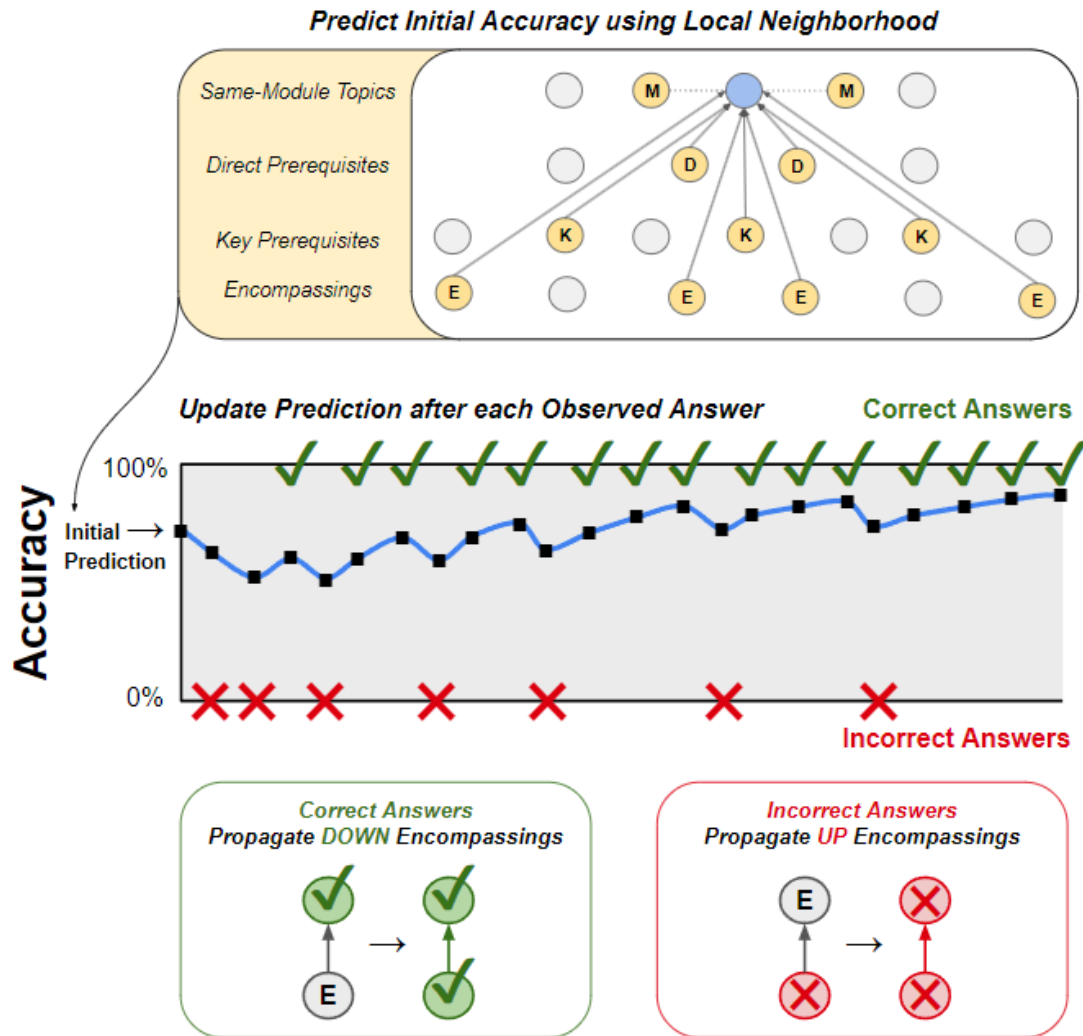 Predict Initial Accuracy using Local Neighborhood
Same-Module Topics
M
M
Direct Prerequisites
D
D
Key Prerequisites
K
K
K
Encompassings
E
E
E
E
Update Prediction after each Observed Answer
Correct Answers
100%
Accuracy
Initial
Prediction
0%
Incorrect Answers
Correct Answers
Propagate DOWN Encompassings
E
Incorrect Answers
Propagate UP Encompassings
E